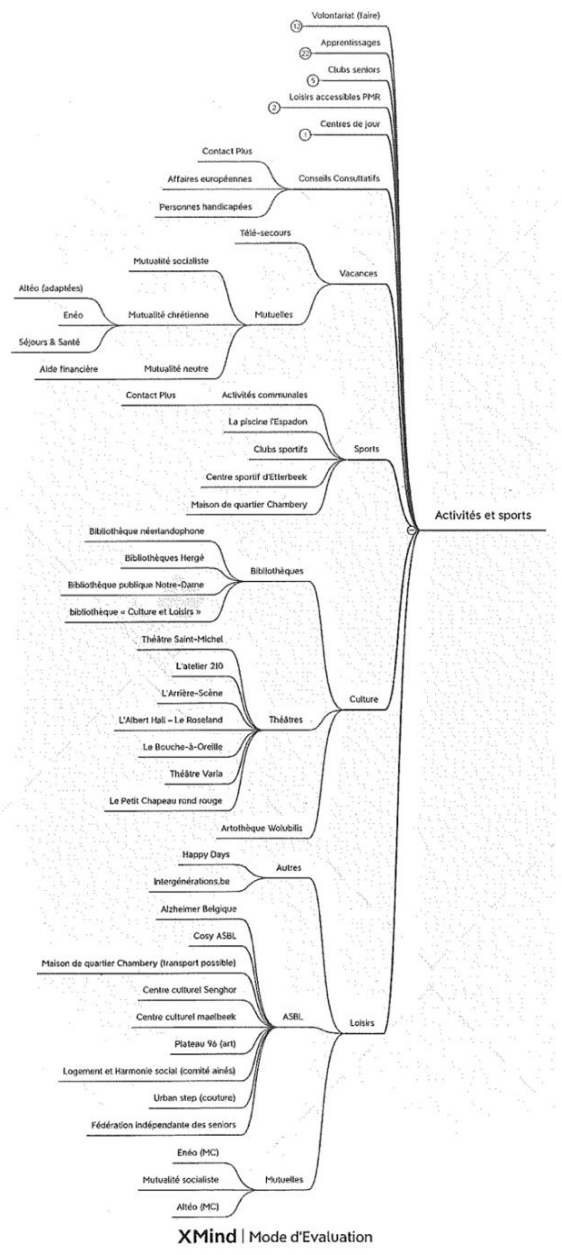 Volontariat (faire)
12
Apprentissages
22
Clubs seniors
5
Loisirs accessibles PMR
2
Centres de jour
1
Contact Plus
Affaires européennes
Conseils Consultatifs
Personnes handicapées
Télé-secours
Mutualité socialiste
Vacances
Altéo (adaptées)
Enéo
Mutualité chrétienne
Mutuelles
Séjours & Santé
Aide financière
Mutualité neutre
Contact Plus
Activités communales
La piscine l'Espadon
Clubs sportifs
Sports
Centre sportif d'Etterbeek
Maison de quartier Chambery
Activités et sports
Bibliothèque néerlandophone
Bibliothèques Hergé
Bibliothèques
Bibliothèque publique Notre-Dame
bibliothèque « Culture et Loisirs »
Théâtre Saint-Michel
L'atelier 210
L'Arrière-Scène
Culture
L'Albert Hall – Le Roseland
Théâtres
Le Bouche-à-Oreille
Théâtre Varia
Le Petit Chapeau rond rouge
Artothèque Wolubilis
Happy Days
Autres
Intergénérations.be
Alzheimer Belgique
Cosy ASBL
Maison de quartier Chambery (transport possible)
Centre culturel Senghor
Centre culturel maelbeek
ASBL
Loisirs
Plateau 96 (art)
Logement et Harmonie social (comité ainés)
Urban step (couture)
Fédération indépendante des seniors
Enéo (MC)
Mutualité socialiste
Mutuelles
Altéo (MC)
XMind | Mode d'Evaluation